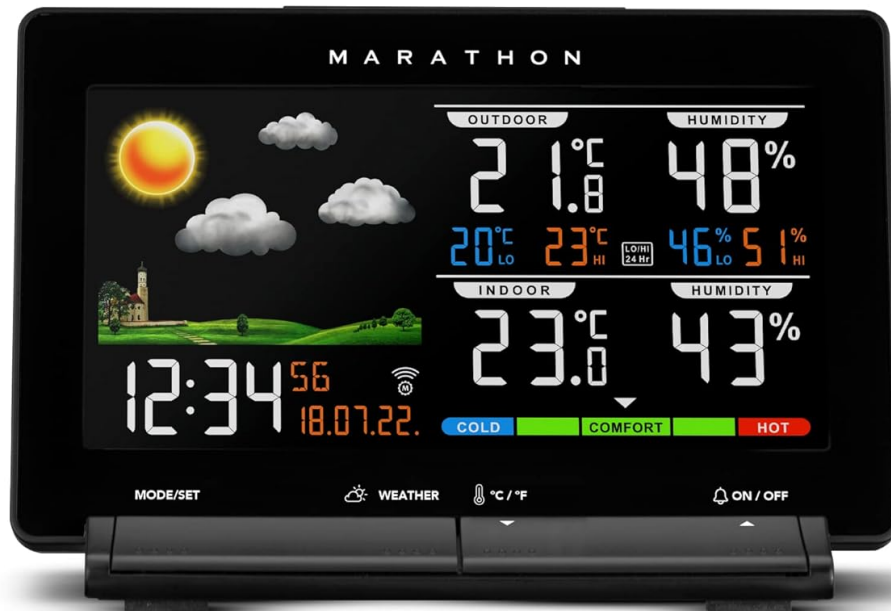 MARATHON
OUTDOOR HUMIDITY
21.8°C 48%
20°C LO 23°C HI LO/HI 24 Hr 46% LO 51% HI
INDOOR HUMIDITY
23.0°C 43%
12:34 56
M
18.07.22.
COLD COMFORT HOT
MODE/SET WEATHER °C / °F ON / OFF